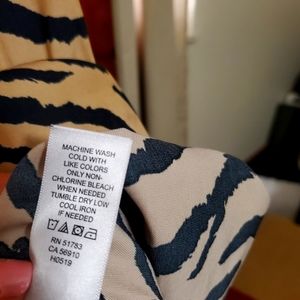 MACHINE WASH
COLD WITH
LIKE COLORS
ONLY NON-
CHLORINE BLEACH
WHEN NEEDED
TUMBLE DRY LOW
COOL IRON
IF NEEDED
RN 51783
CA 56910
H0519